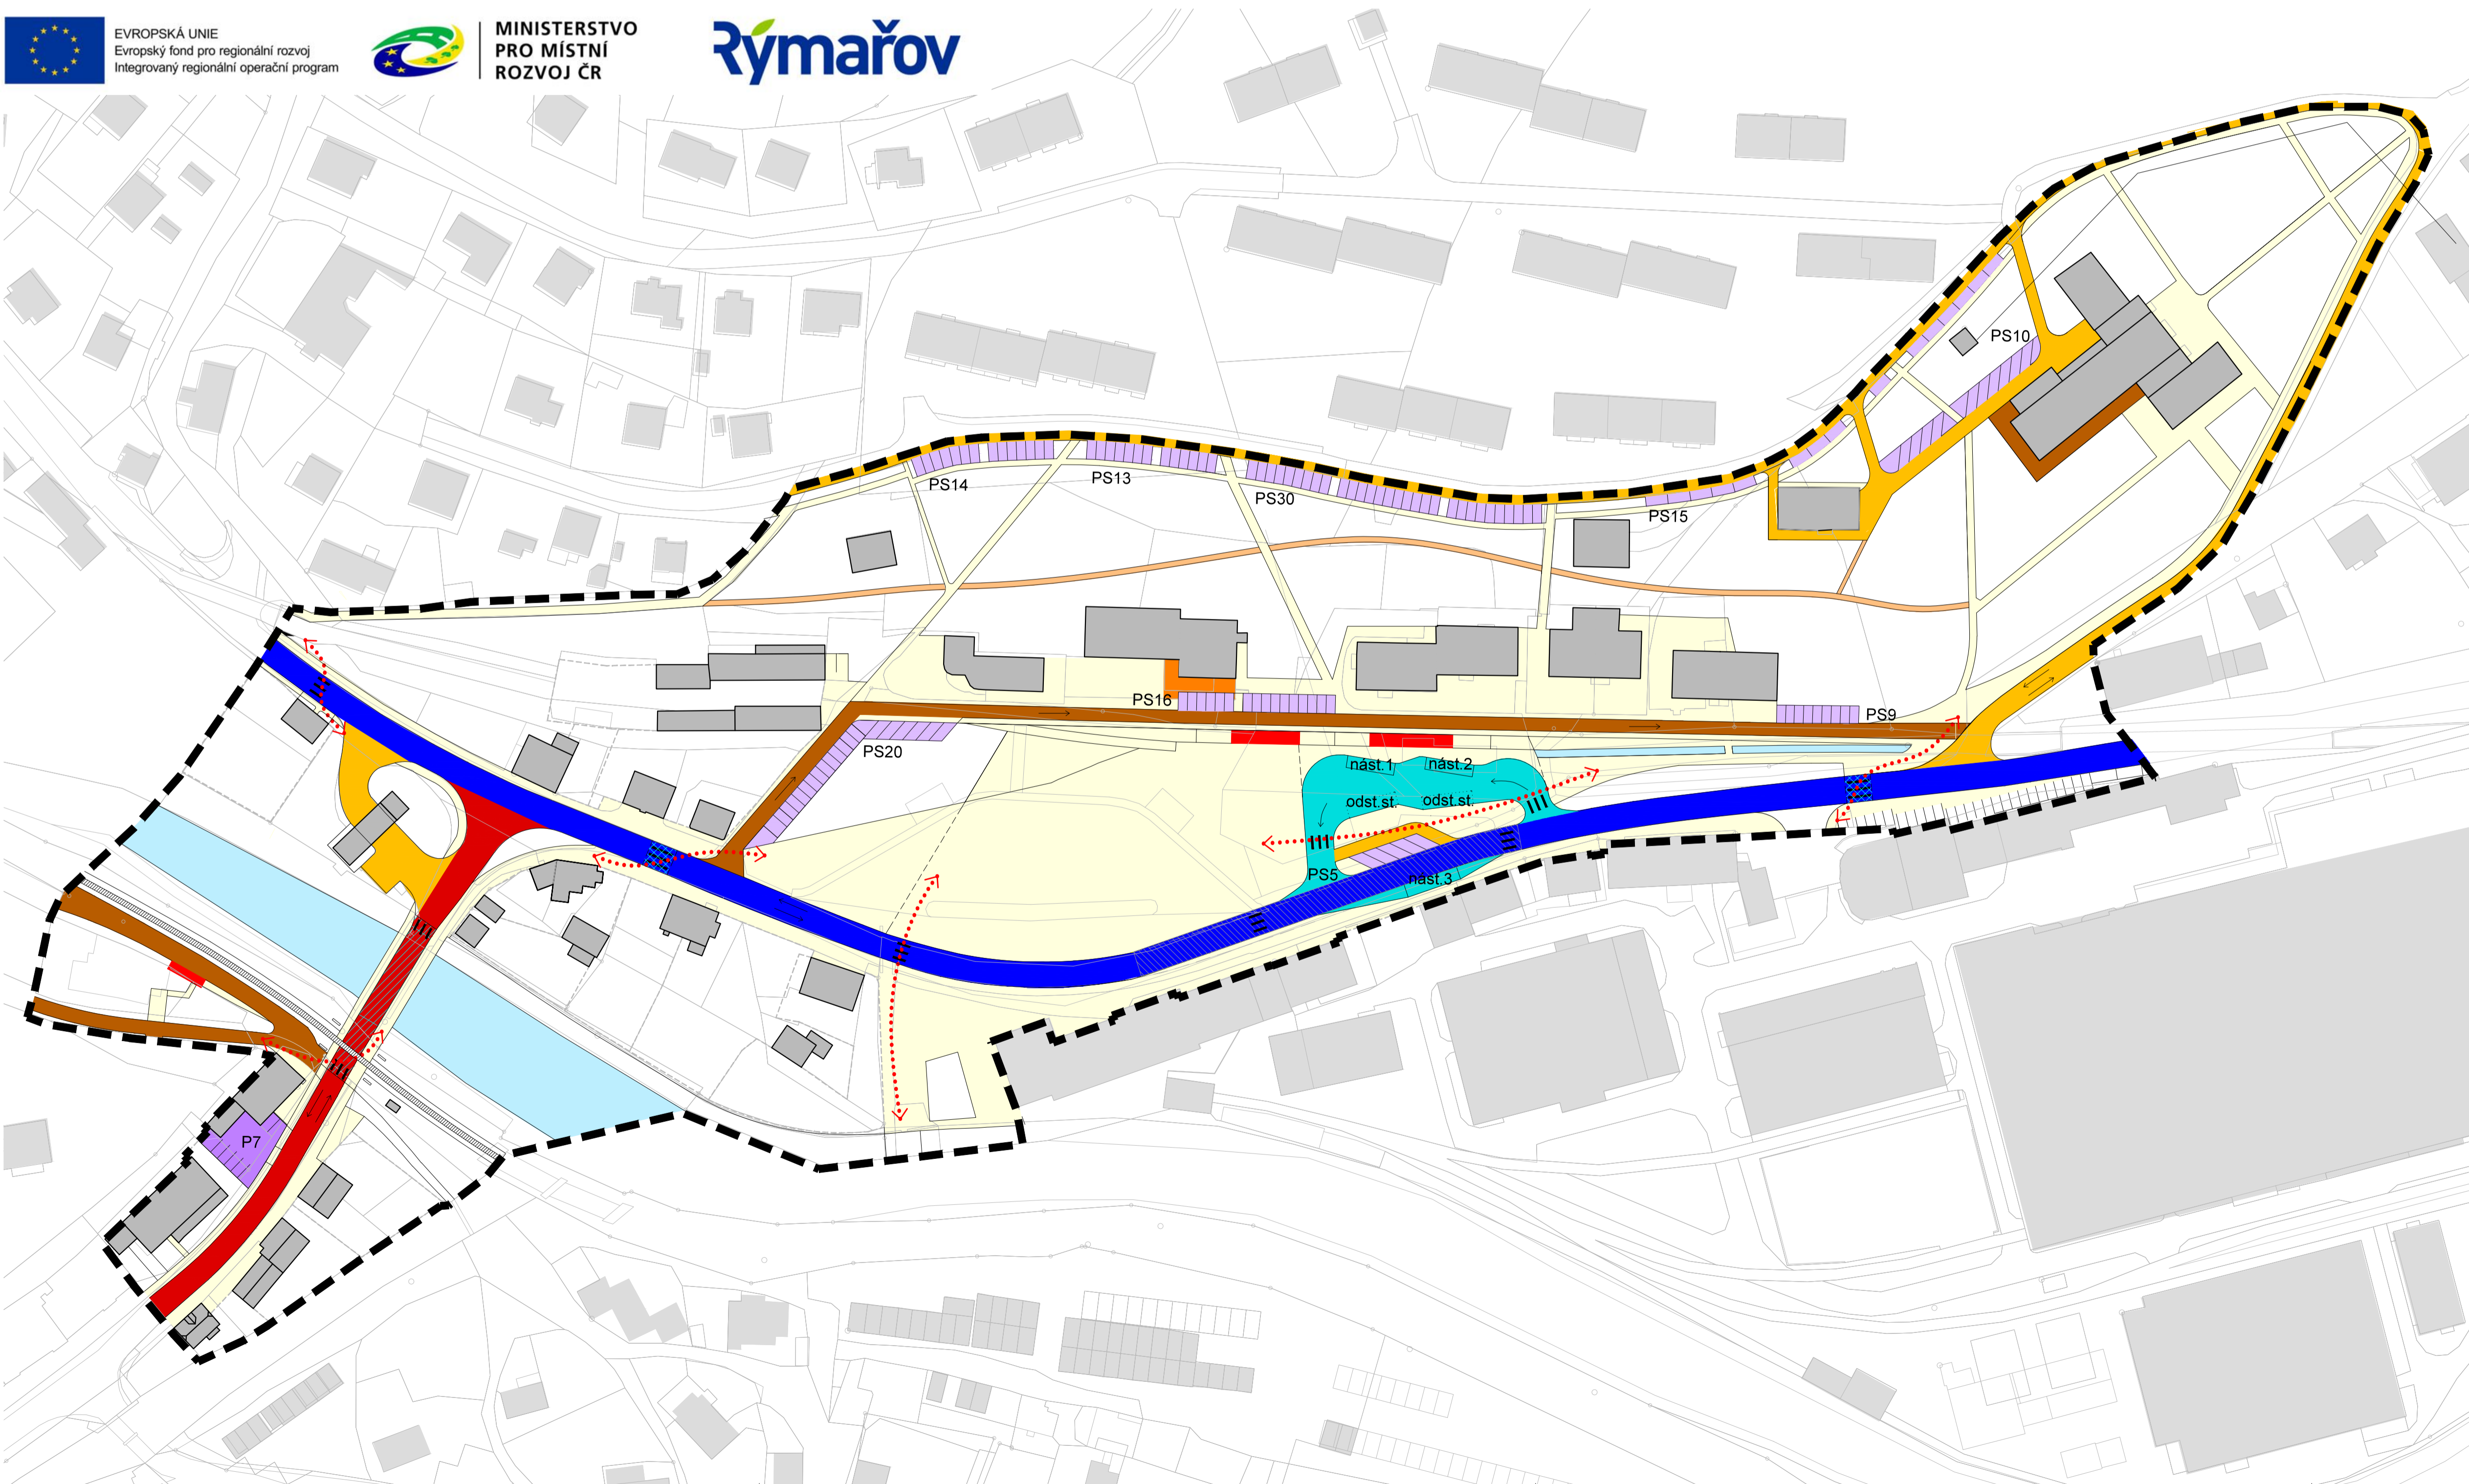 EVROPSKÁ UNIE
Evropský fond pro regionální rozvoj
Integrovaný regionální operační program
MINISTERSTVO
PRO MÍSTNÍ
ROZVOJ ČR
Rýmařov
PS10
PS14
PS13
PS30
PS15
PS16
PS9
PS20
nást.1
nást.2
odst.st.
odst.st.
PS5
nást.3
P7